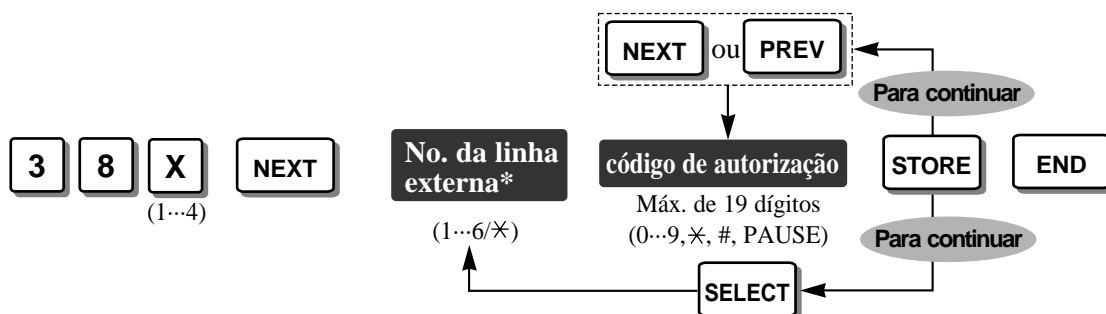 NEXT ou PREV
Para continuar
3 8 X NEXT No. da linha externa* código de autorização STORE END
(1···4) (1···6/✳) Máx. de 19 dígitos
(0···9,✳, #, PAUSE)
Para continuar
SELECT